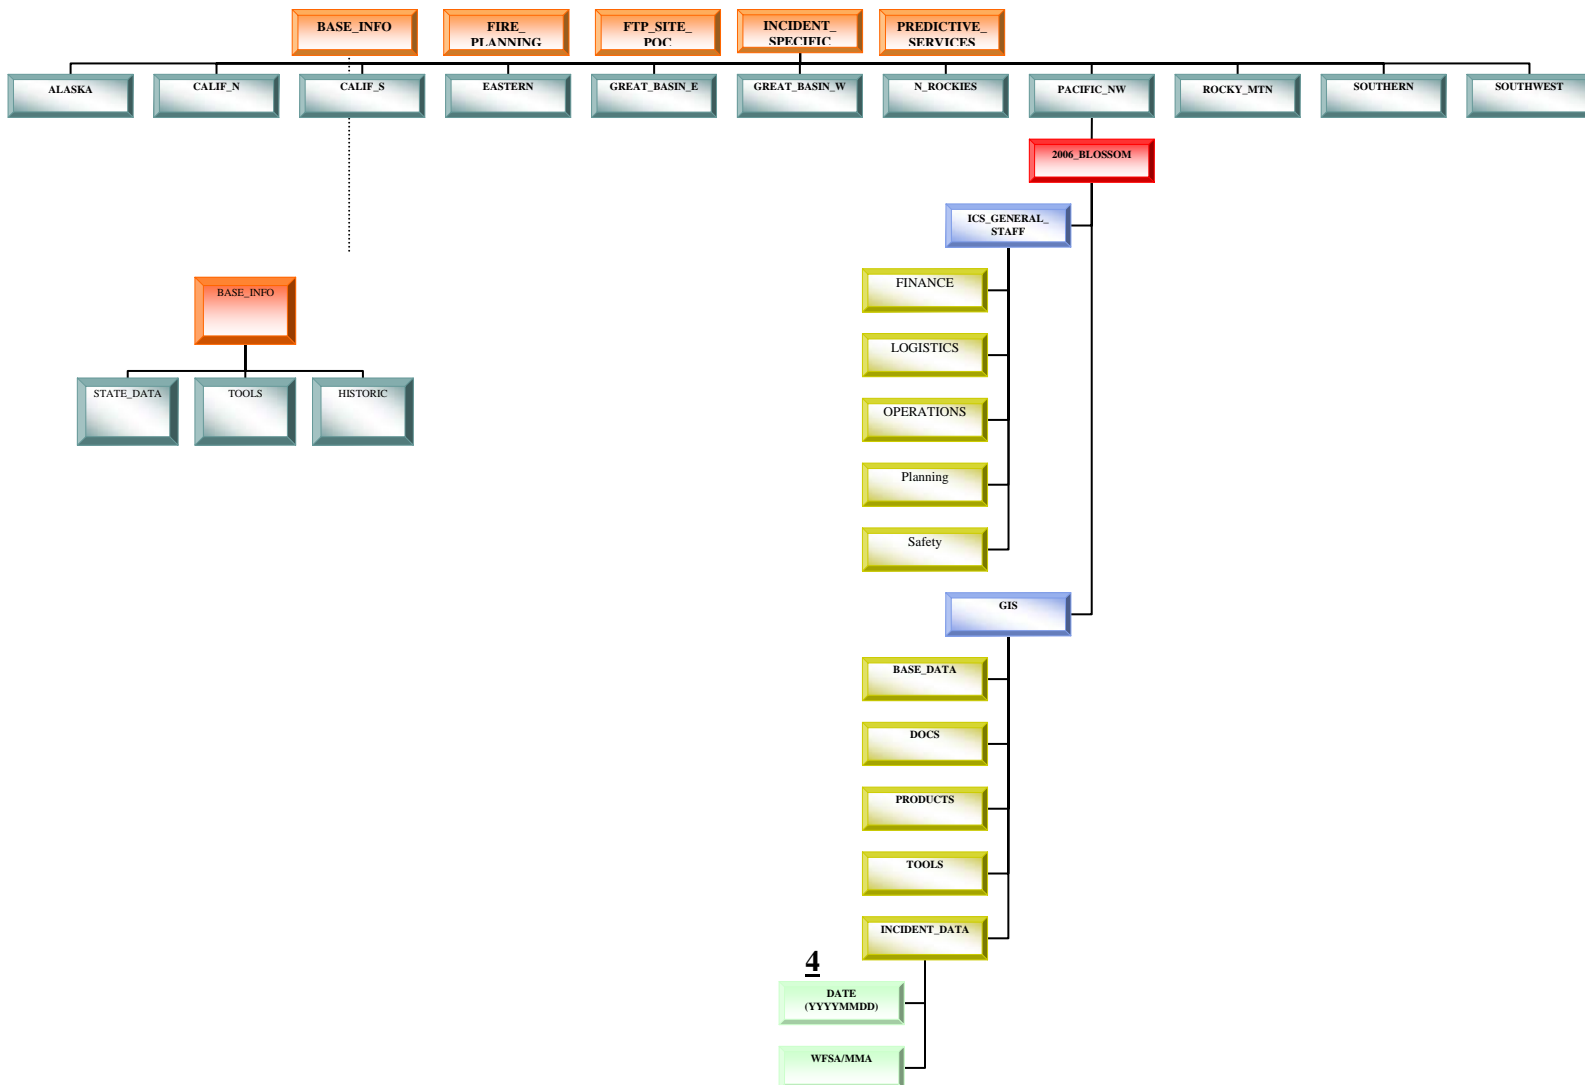 BASE_INFO
FIRE_
PLANNING
FTP_SITE_
POC
INCIDENT_
SPECIFIC
PREDICTIVE_
SERVICES
ALASKA
CALIF_N
CALIF_S
EASTERN
GREAT_BASIN_E
GREAT_BASIN_W
N_ROCKIES
PACIFIC_NW
ROCKY_MTN
SOUTHERN
SOUTHWEST
2006_BLOSSOM
ICS_GENERAL_
STAFF
FINANCE
LOGISTICS
OPERATIONS
Planning
Safety
BASE_INFO
STATE_DATA
TOOLS
HISTORIC
GIS
BASE_DATA
DOCS
PRODUCTS
TOOLS
INCIDENT_DATA
4
DATE
(YYYYMMDD)
WFSA/MMA